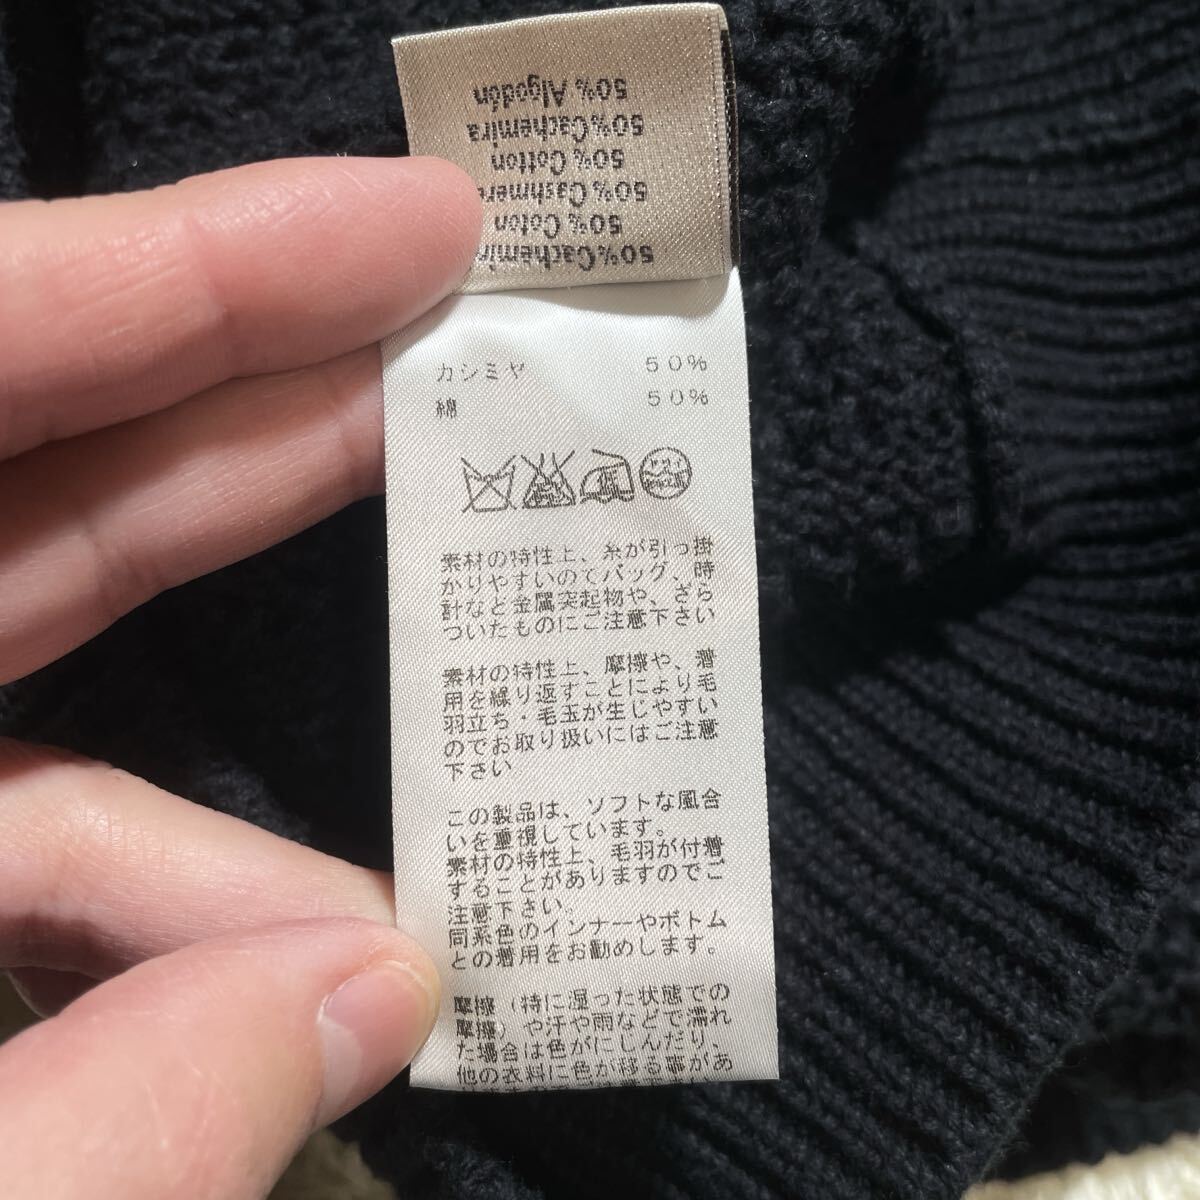 50% Cachemir
50% Coton
50% Cashmere
50% Cotton
50% Cachemira
50% Algodón
カシミヤ 50%
綿 50%
素材の特性上、糸が引っ掛
かりやすいのでバッグ、時
計など金属突起物や、ざら
ついたものにご注意下さい
素材の特性上、摩擦や、着
用を繰り返すことにより毛
羽立ち・毛玉が生じやすい
のでお取り扱いにはご注意
下さい
この製品は、ソフトな風合
いを重視しています。
素材の特性上、毛羽が付着
することがありますのでご
注意下さい。
同系色のインナーやボトム
との着用をお勧めします。
摩擦（特に湿った状態での
摩擦）や汗や雨などで濡れ
た場合は色がにじんだり、
他の衣料に色が移る事があ